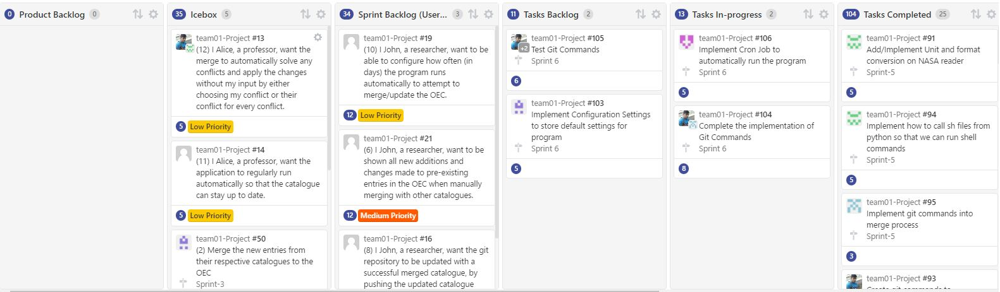 0 Product Backlog 0
35 Icebox 5
team01-Project #13
(12) I Alice, a professor, want the
merge to automatically solve any
conflicts and apply the changes
without my input by either
choosing my conflict or their
conflict for every conflict.
5 Low Priority
team01-Project #14
(11) I Alice, a professor, want the
application to regularly run
automatically so that the catalogue
can stay up to date.
5 Low Priority
team01-Project #50
(2) Merge the new entries from
their respective catalogues to the
OEC
Sprint-3
34 Sprint Backlog (User... 3
team01-Project #19
(10) I John, a researcher, want to be
able to configure how often (in
days) the program runs
automatically to attempt to
merge/update the OEC.
12 Low Priority
team01-Project #21
(6) I John, a researcher, want to be
shown all new additions and
changes made to pre-existing
entries in the OEC when manually
merging with other catalogues.
12 Medium Priority
team01-Project #16
(8) I John, a researcher, want the git
repository to be updated with a
successful merged catalogue, by
pushing the updated catalogue
11 Tasks Backlog 2
team01-Project #105
+2 Test Git Commands
Sprint 6
6
team01-Project #103
Implement Configuration Settings
to store default settings for
program
Sprint 6
5
13 Tasks In-progress 2
team01-Project #106
Implement Cron Job to
automatically run the program
Sprint 6
5
team01-Project #104
Complete the implementation of
Git Commands
Sprint 6
8
104 Tasks Completed 25
team01-Project #91
Add/Implement Unit and format
conversion on NASA reader
Sprint-5
5
team01-Project #94
Implement how to call sh files from
python so that we can run shell
commands
Sprint-5
5
team01-Project #95
Implement git commands into
merge process
Sprint-5
3
team01-Project #93
Create git commands to